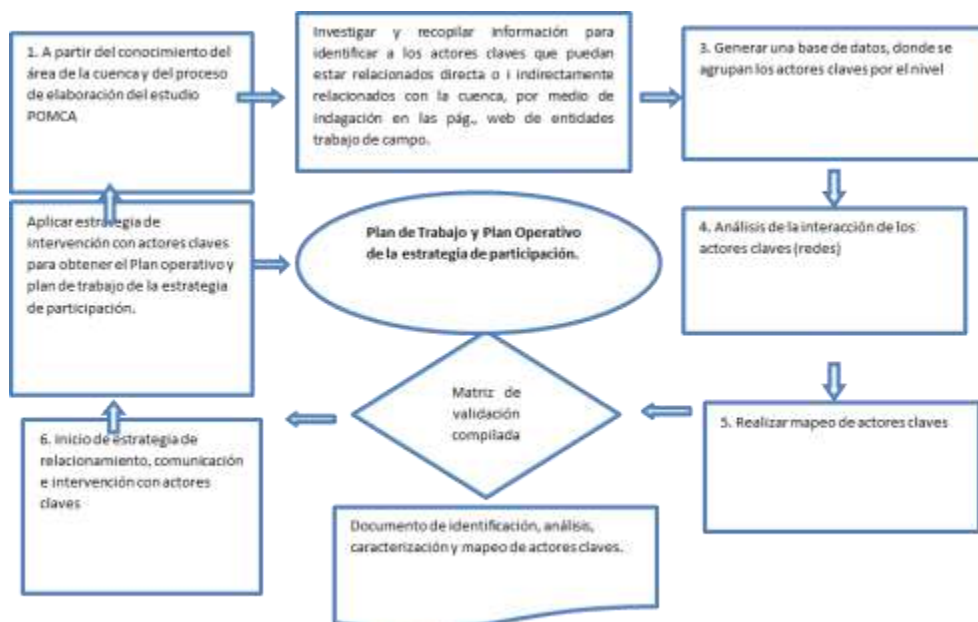 1. A partir del conocimiento del
área de la cuenca y del proceso
de elaboración del estudio
POMCA
Investigar y recopilar información para
identificar a los actores claves que puedan
estar relacionados directa o i indirectamente
relacionados con la cuenca, por medio de
indagación en las pág., web de entidades
trabajo de campo.
3. Generar una base de datos, donde se
agrupan los actores claves por el nivel
Aplicar estrategia de
intervención con actores claves
para obtener el Plan operativo y
plan de trabajo de la estrategia
de participación.
Plan de Trabajo y Plan Operativo
de la estrategia de participación.
4. Análisis de la interacción de los
actores claves (redes)
6. Inicio de estrategia de
relacionamiento, comunicación
e intervención con actores
claves
Matriz de
validación
compilada
5. Realizar mapeo de actores claves
Documento de identificación, análisis,
caracterización y mapeo de actores claves.